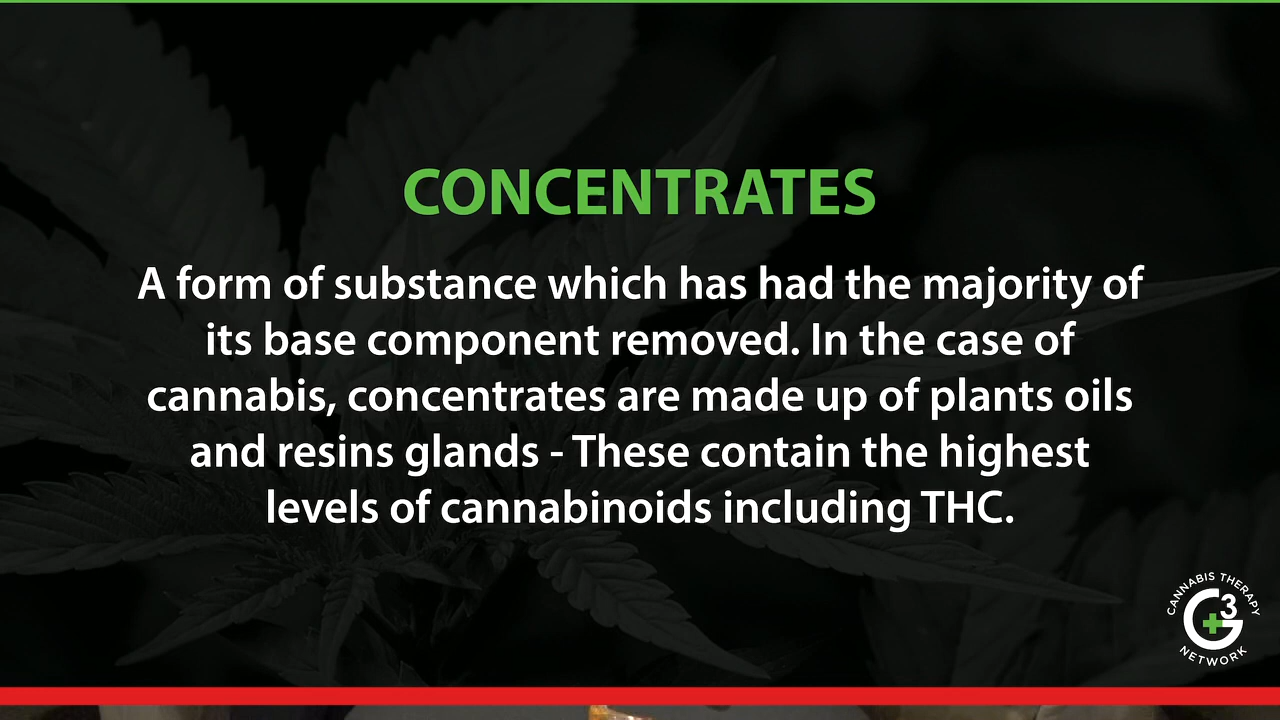 CONCENTRATES
A form of substance which has had the majority of
its base component removed. In the case of
cannabis, concentrates are made up of plants oils
and resins glands - These contain the highest
levels of cannabinoids including THC.
CANNABIS THERAPY
G3
NETWORK